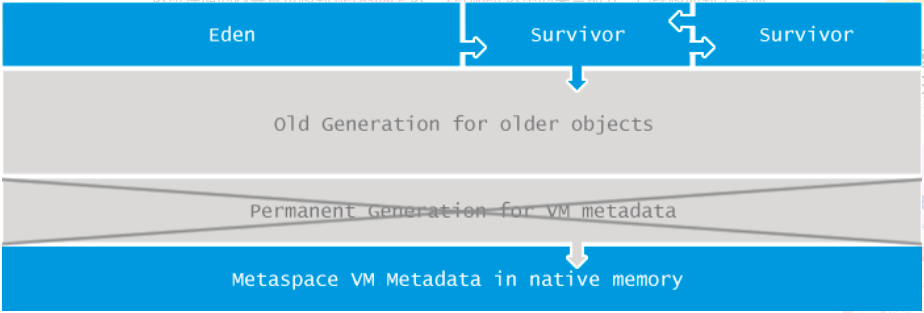 Eden
Survivor
Survivor
Old Generation for older objects
Permanent Generation for VM metadata
Metaspace VM Metadata in native memory